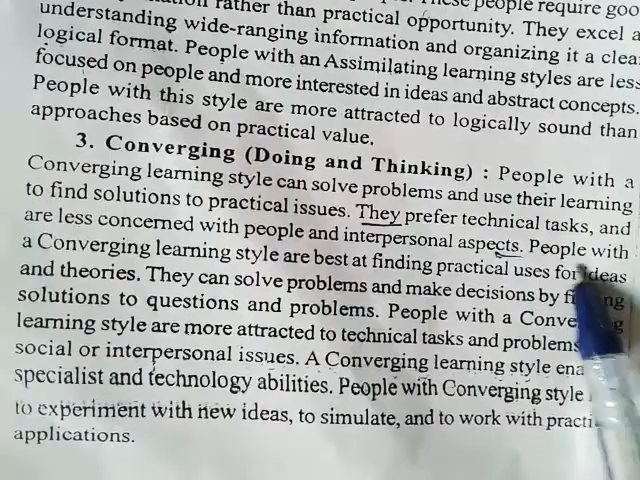 rather than practical opportunity. They excel a
understanding wide-ranging information and organizing it a clea
logical format. People with an Assimilating learning styles are less
focused on people and more interested in ideas and abstract concepts.
People with this style are more attracted to logically sound than
approaches based on practical value.
3. Converging (Doing and Thinking) : People with a
Converging learning style can solve problems and use their learning
to find solutions to practical issues. They prefer technical tasks, and
are less concerned with people and interpersonal aspects. People with
a Converging learning style are best at finding practical uses for ideas
and theories. They can solve problems and make decisions by fi ng
solutions to questions and problems. People with a Conve g
learning style are more attracted to technical tasks and problems
social or interpersonal issues. A Converging learning style ena
specialist and technology abilities. People with Converging style
to experiment with new ideas, to simulate, and to work with practi
applications.